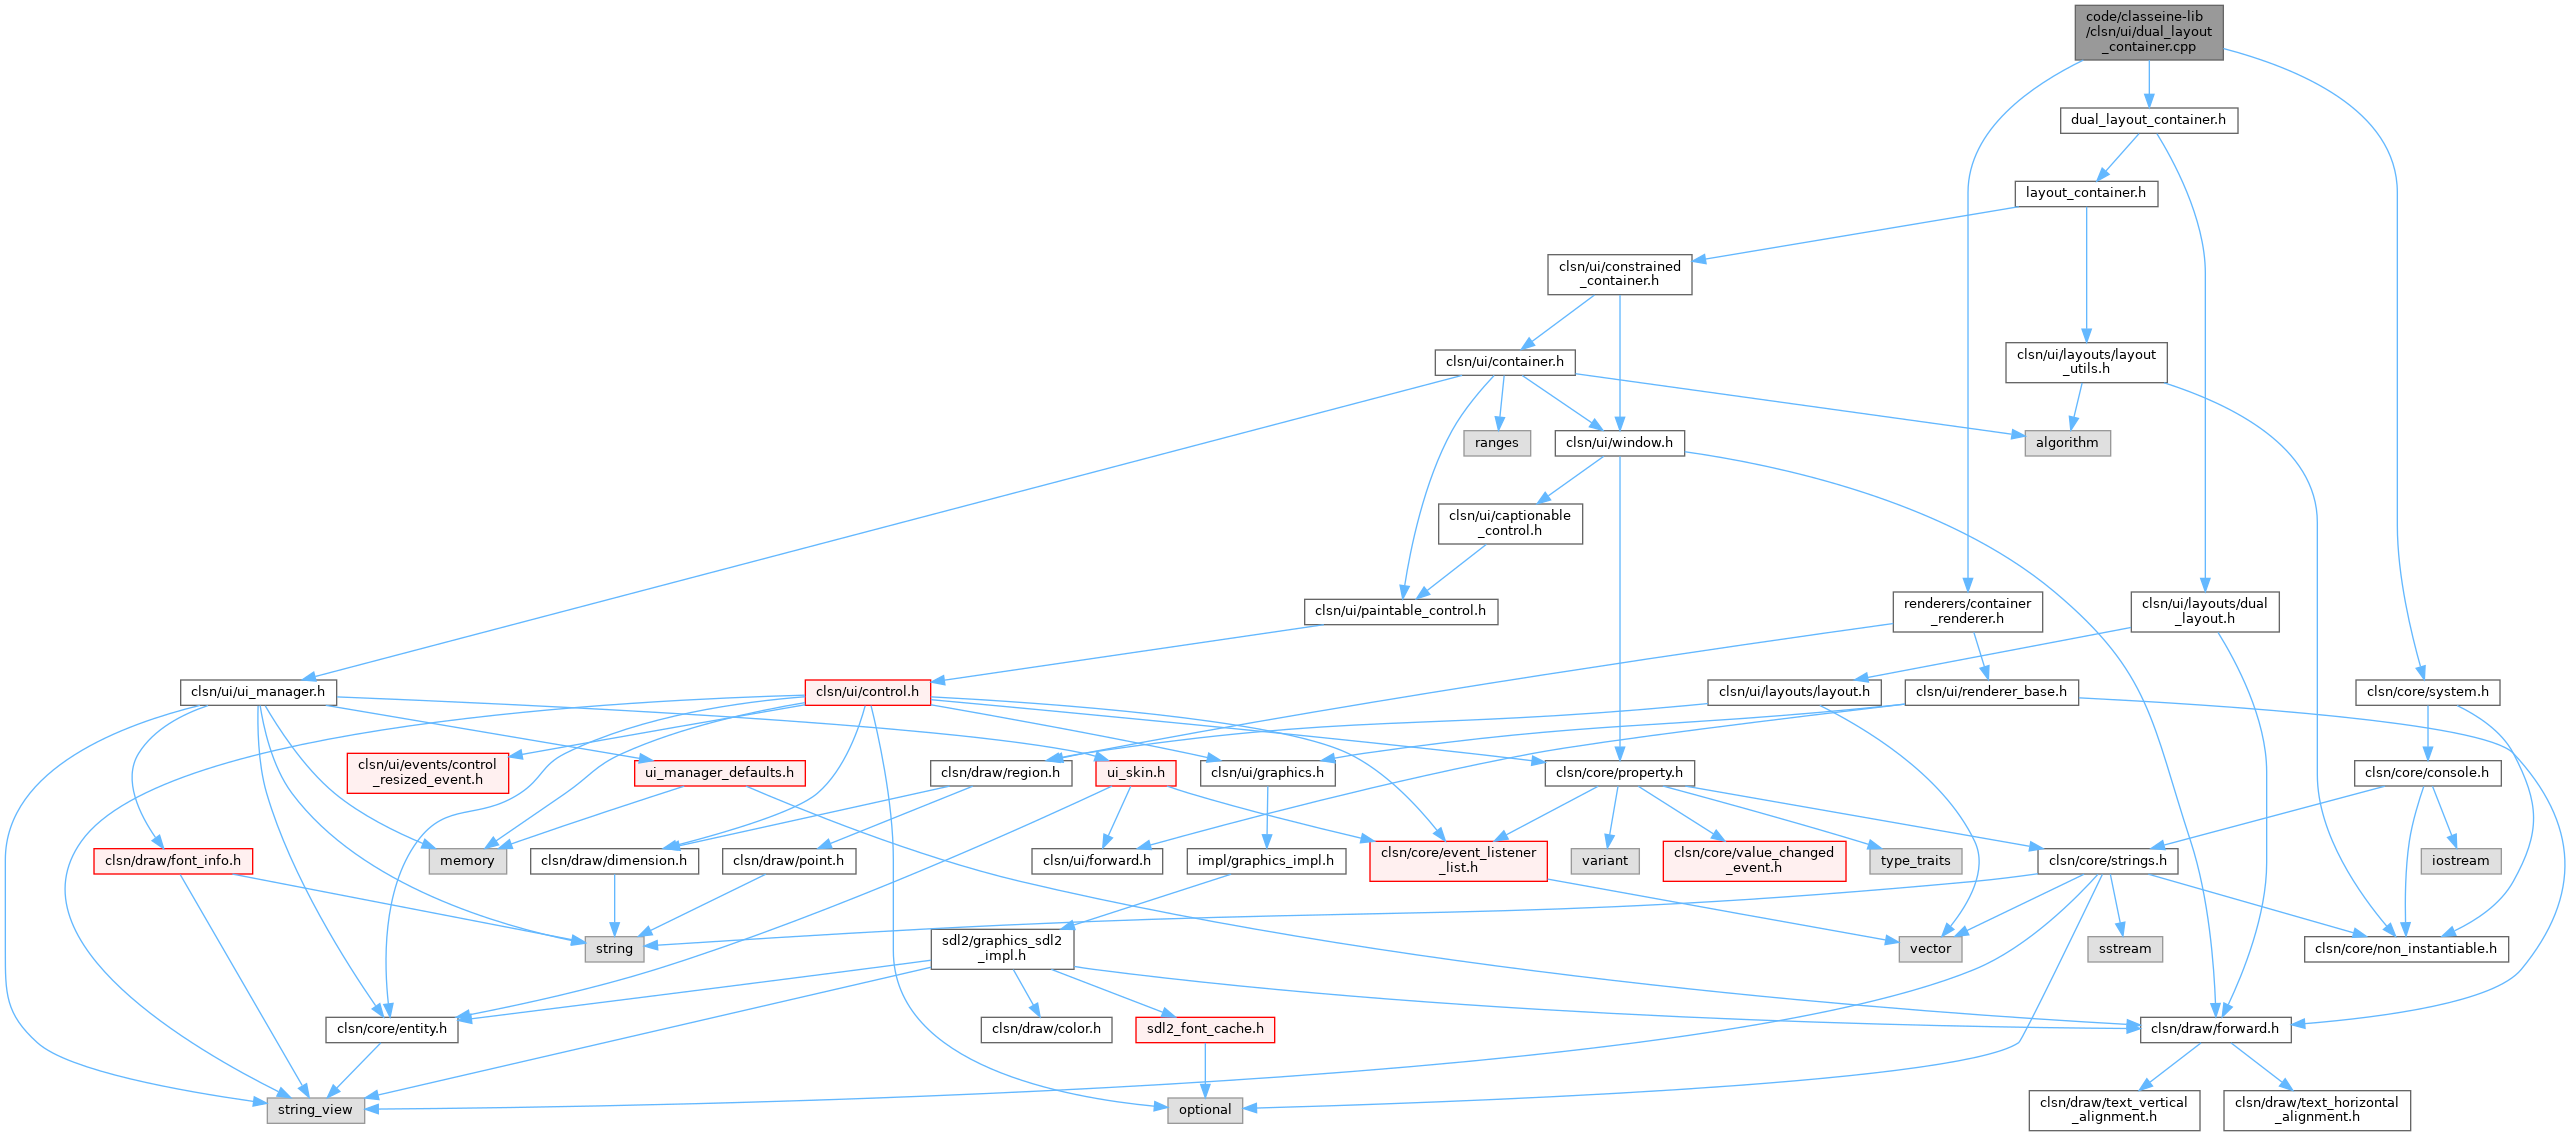 code/classeine-lib
/clsn/ui/dual_layout
_container.cpp
dual_layout_container.h
layout_container.h
clsn/ui/constrained
_container.h
clsn/ui/container.h
clsn/ui/layouts/layout
_utils.h
ranges
clsn/ui/window.h
algorithm
clsn/ui/captionable
_control.h
clsn/ui/paintable_control.h
renderers/container
_renderer.h
clsn/ui/layouts/dual
_layout.h
clsn/ui/ui_manager.h
clsn/ui/control.h
clsn/ui/layouts/layout.h
clsn/ui/renderer_base.h
clsn/core/system.h
clsn/ui/events/control
_resized_event.h
ui_manager_defaults.h
clsn/draw/region.h
ui_skin.h
clsn/ui/graphics.h
clsn/core/property.h
clsn/core/console.h
clsn/draw/font_info.h
memory
clsn/draw/dimension.h
clsn/draw/point.h
clsn/ui/forward.h
impl/graphics_impl.h
clsn/core/event_listener
_list.h
variant
clsn/core/value_changed
_event.h
type_traits
clsn/core/strings.h
iostream
string
sdl2/graphics_sdl2
_impl.h
vector
sstream
clsn/core/non_instantiable.h
clsn/core/entity.h
clsn/draw/color.h
sdl2_font_cache.h
clsn/draw/forward.h
string_view
optional
clsn/draw/text_vertical
_alignment.h
clsn/draw/text_horizontal
_alignment.h